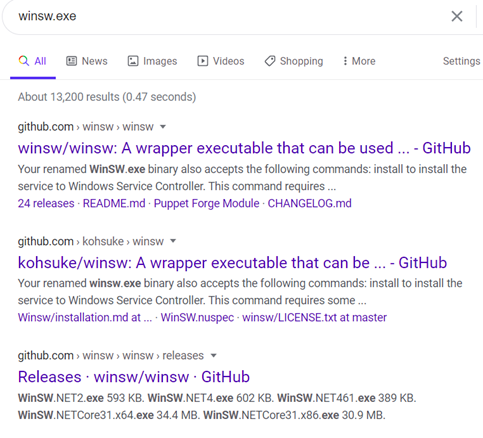 winsw.exe
All News Images Videos Shopping More Settings
About 13,200 results (0.47 seconds)
github.com › winsw › winsw
winsw/winsw: A wrapper executable that can be used ... - GitHub
Your renamed WinSW.exe binary also accepts the following commands: install to install the
service to Windows Service Controller. This command requires ...
24 releases · README.md · Puppet Forge Module · CHANGELOG.md
github.com › kohsuke › winsw
kohsuke/winsw: A wrapper executable that can be ... - GitHub
Your renamed winsw.exe binary also accepts the following commands: install to install the
service to Windows Service Controller. This command requires some ...
Winsw/installation.md at ... · WinSW.nuspec · winsw/LICENSE.txt at master
github.com › winsw › winsw › releases
Releases · winsw/winsw · GitHub
WinSW.NET2.exe 593 KB. WinSW.NET4.exe 602 KB. WinSW.NET461.exe 389 KB.
WinSW.NETCore31.x64.exe 34.4 MB. WinSW.NETCore31.x86.exe 30.9 MB.